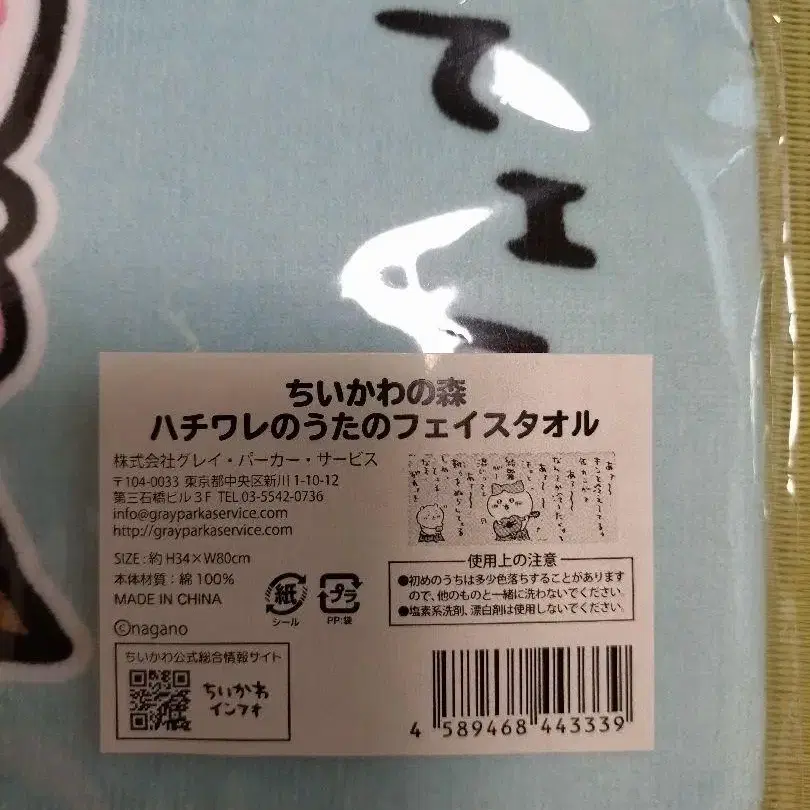 てエ
ちいかわの森
ハチワレのうたのフェイスタオル
株式会社グレイ・パーカー・サービス
〒104-0033 東京都中央区新川 1-10-12
第三石橋ビル 3F TEL 03-5542-0736
info@grayparkaservice.com
http://grayparkaservice.com
SIZE : 約 H34×W80cm
本体材質 : 綿 100%
MADE IN CHINA
紙
シール
プラ
PP:袋
©nagano
ちいかわ公式総合情報サイト
ちいかわ
インフォ
使用上の注意
●初めのうちは多少色落ちすることがあります
ので、他のものと一緒に洗わないでください。
●塩素系洗剤、漂白剤は使用しないでください。
4 589468 443339